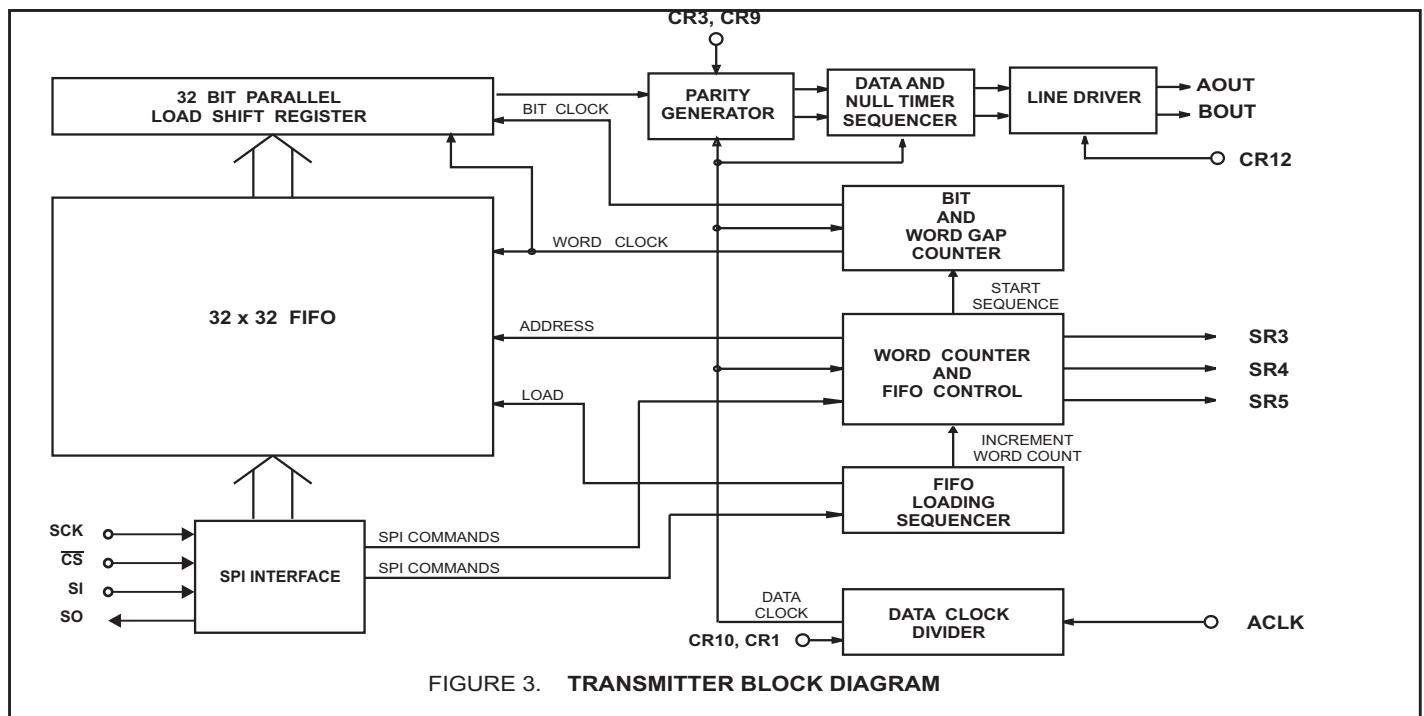 CR3, CR9
32 BIT PARALLEL
LOAD SHIFT REGISTER
BIT CLOCK
PARITY
GENERATOR
DATA AND
NULL TIMER
SEQUENCER
LINE DRIVER
AOUT
BOUT
CR12
BIT
AND
WORD GAP
COUNTER
WORD CLOCK
START
SEQUENCE
32 x 32 FIFO
ADDRESS
WORD COUNTER
AND
FIFO CONTROL
SR3
SR4
SR5
LOAD
INCREMENT
WORD COUNT
FIFO
LOADING
SEQUENCER
SCK
CS
SI
SO
SPI INTERFACE
SPI COMMANDS
SPI COMMANDS
DATA
CLOCK
DATA CLOCK
DIVIDER
ACLK
CR10, CR1
FIGURE 3. TRANSMITTER BLOCK DIAGRAM